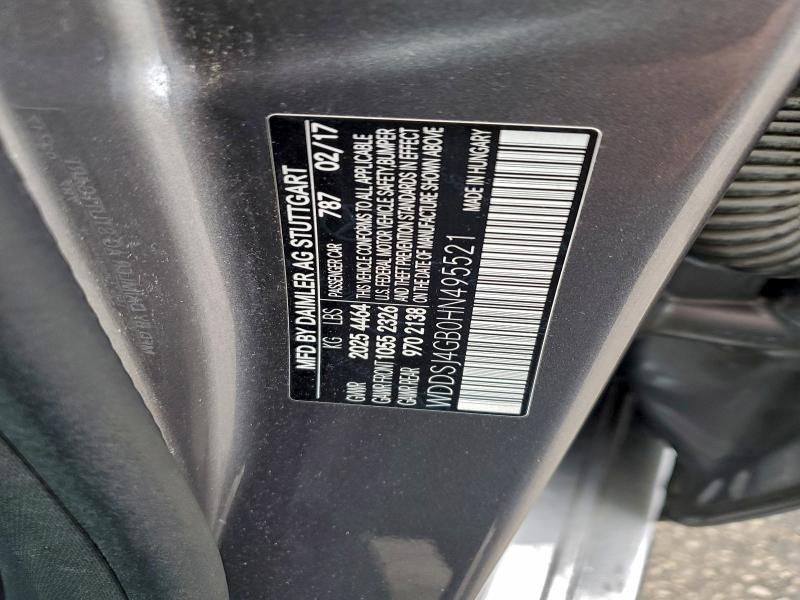 MFD BY DAIMLER AG STUTTGART
KG LBS PASSENGER CAR 787 02/17
GVWR 2025 4464 THIS VEHICLE CONFORMS TO ALL APPLICABLE
GAWR FRONT 1055 2326 U.S. FEDERAL MOTOR VEHICLE SAFETY, BUMPER
GAWR REAR 970 2138 AND THEFT PREVENTION STANDARDS IN EFFECT
ON THE DATE OF MANUFACTURE SHOWN ABOVE
WDDSJ4GB0HN495521 MADE IN HUNGARY